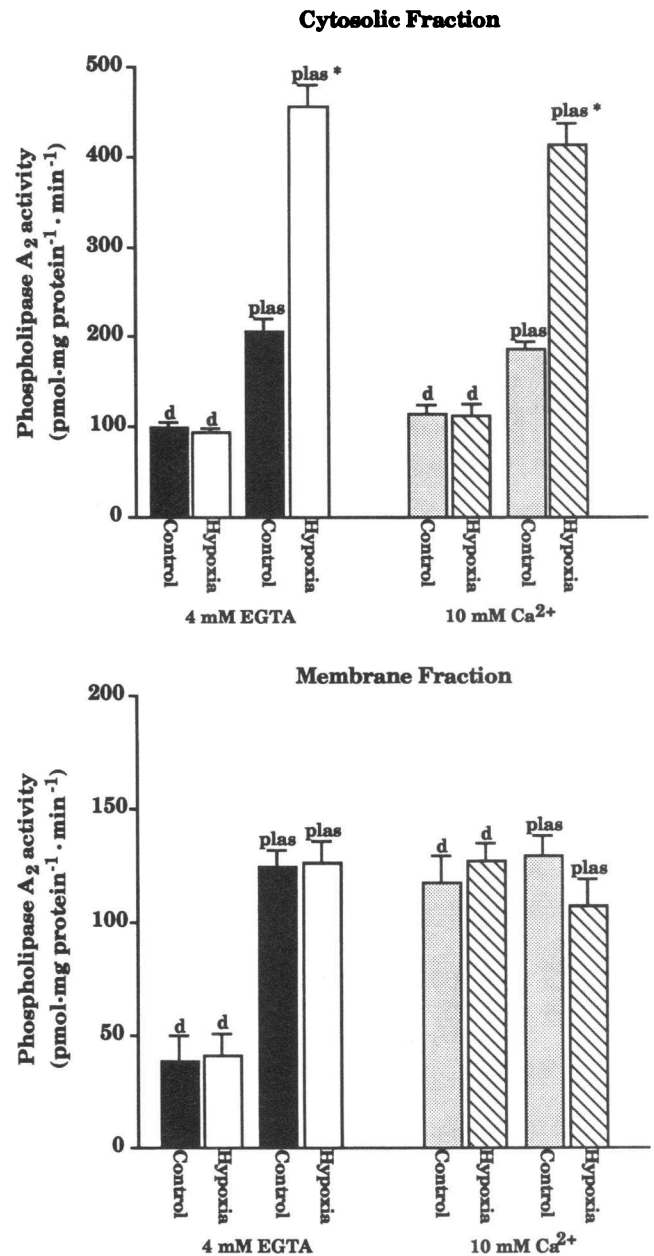 Cytosolic Fraction
Phospholipase A2 activity
(pmol·mg protein-1 · min-1)
500
400
300
200
100
0
d
d
plas
plas *
d
d
plas
plas *
Control
Hypoxia
Control
Hypoxia
Control
Hypoxia
Control
Hypoxia
4 mM EGTA
10 mM Ca2+
Membrane Fraction
Phospholipase A2 activity
(pmol·mg protein-1 · min-1)
200
150
100
50
0
d
d
plas
plas
d
d
plas
plas
Control
Hypoxia
Control
Hypoxia
Control
Hypoxia
Control
Hypoxia
4 mM EGTA
10 mM Ca2+